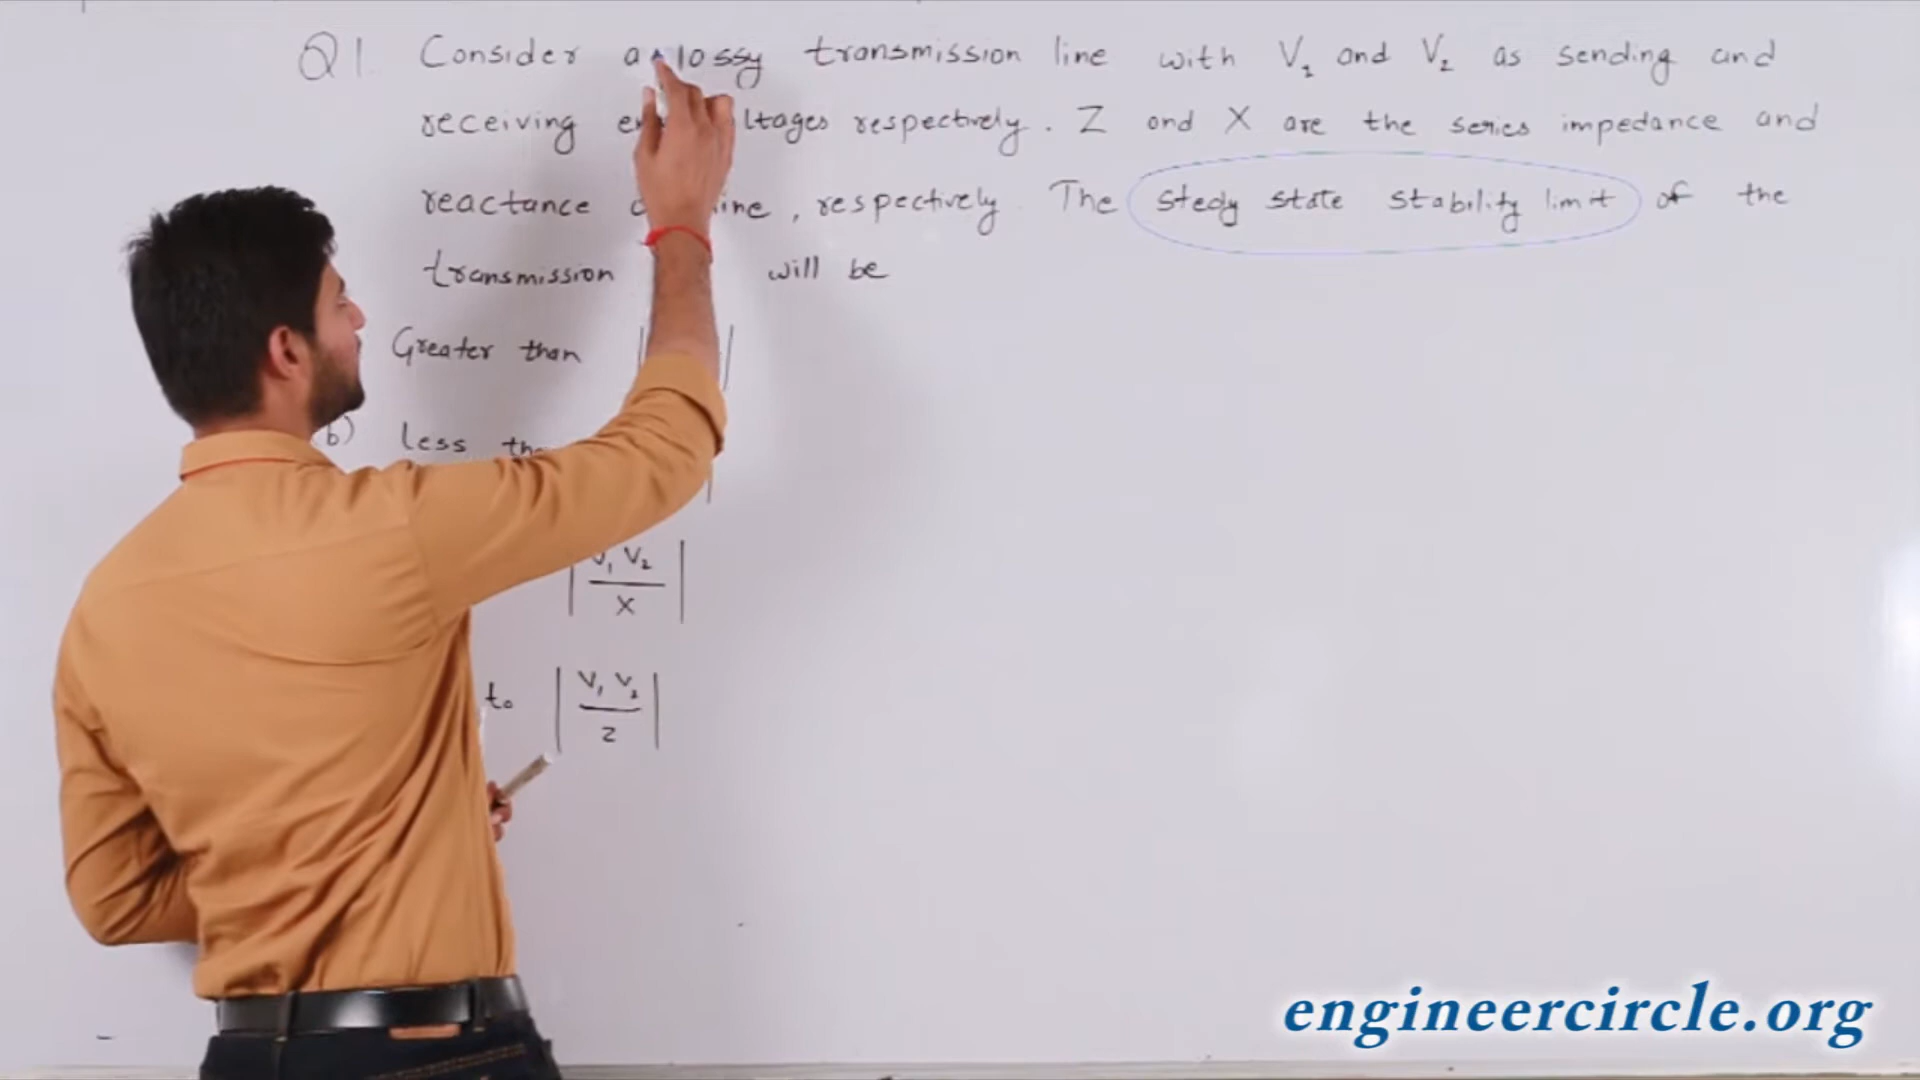 Q1. Consider a lossy transmission line with V1 and V2 as sending and
receiving ltages respectively. Z and X are the series impedance and
reactance ine, respectively. The stedy state stability limit of the
transmission will be
Greater than
b) Less
V1 V2
X
to V1 V2
z
engineercircle.org